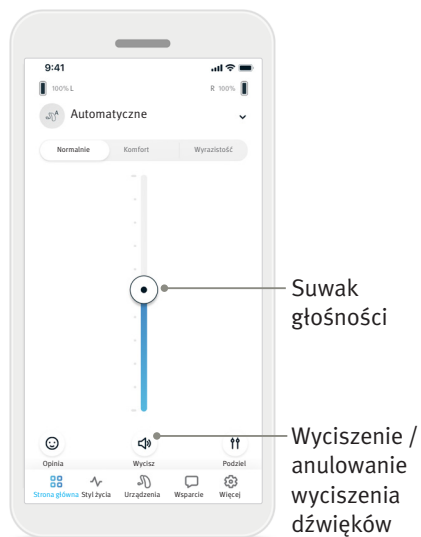 9:41
100% L
R 100%
Automatyczne
Normalnie Komfort Wyrazistość
Suwak
głośności
Opinia Wycisz Podziel
Strona główna Styl życia Urządzenia Wsparcie Więcej
Wyciszenie /
anulowanie
wyciszenia
dźwięków